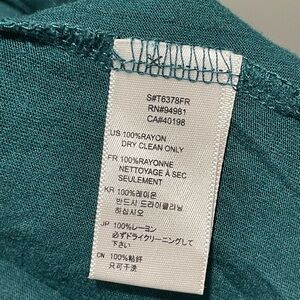 S#T6378FR
RN#94981
CA#40198
US 100%RAYON
DRY CLEAN ONLY
FR 100%RAYONNE
NETTOYAGE À SEC
SEULEMENT
KR 100%레이온
반드시 드라이클리닝
하십시오
JP 100%レーヨン
必ずドライクリーニングして
下さい
CN 100%粘纤
只可干洗